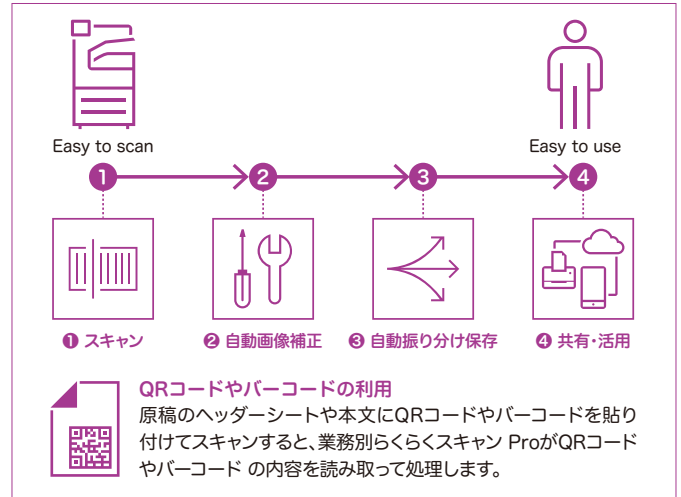 Easy to scan
Easy to use
1 2 3 4
❶ スキャン
❷ 自動画像補正
❸ 自動振り分け保存
❹ 共有・活用
QRコードやバーコードの利用
原稿のヘッダーシートや本文にQRコードやバーコードを貼り
付けてスキャンすると、業務別らくらくスキャン ProがQRコード
やバーコード の内容を読み取って処理します。